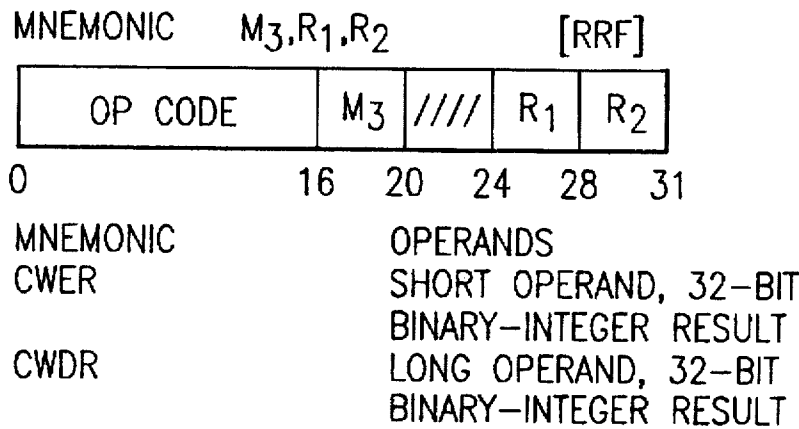 MNEMONIC M3,R1,R2 [RRF]
OP CODE M3 //// R1 R2
0 16 20 24 28 31
MNEMONIC OPERANDS
CWER SHORT OPERAND, 32-BIT
BINARY-INTEGER RESULT
CWDR LONG OPERAND, 32-BIT
BINARY-INTEGER RESULT